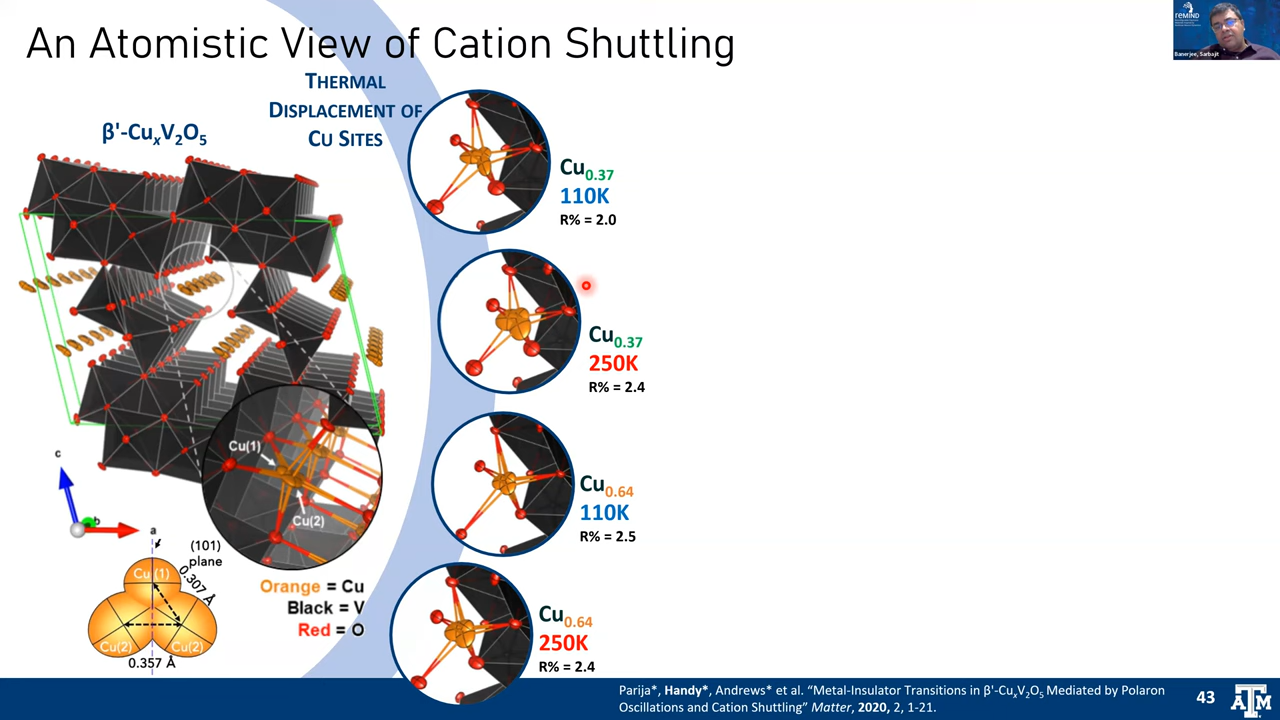 An Atomistic View of Cation Shuttling
reMIND
Banerjee, Sarbajit
THERMAL
DISPLACEMENT OF
CU SITES
β'-CuxV2O5
Cu0.37
110K
R% = 2.0
Cu0.37
250K
R% = 2.4
Cu0.64
110K
R% = 2.5
Cu0.64
250K
R% = 2.4
Cu(1)
Cu(2)
c
b
a
(101)
plane
Cu(1)
0.307 Å
Cu(2)
Cu(2)
0.357 Å
Orange = Cu
Black = V
Red = O
Parija*, Handy*, Andrews* et al. “Metal-Insulator Transitions in β'-CuxV2O5 Mediated by Polaron
Oscillations and Cation Shuttling” Matter, 2020, 2, 1-21.
43
ATM